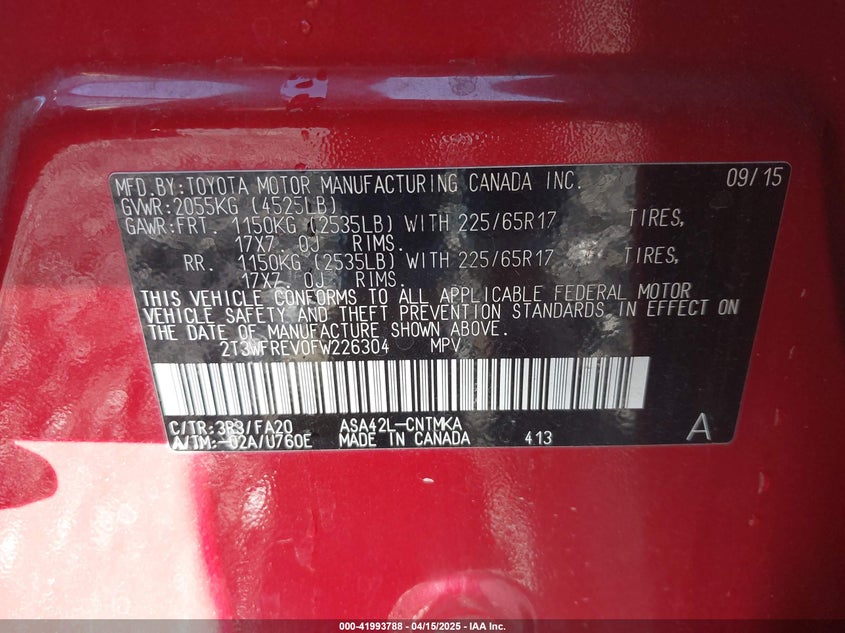 MFD.BY:TOYOTA MOTOR MANUFACTURING CANADA INC. 09/15
GVWR:2055KG (4525LB)
GAWR:FRT. 1150KG (2535LB) WITH 225/65R17 TIRES,
17X7.0J RIMS.
RR. 1150KG (2535LB) WITH 225/65R17 TIRES,
17X7.0J RIMS.
THIS VEHICLE CONFORMS TO ALL APPLICABLE FEDERAL MOTOR
VEHICLE SAFETY AND THEFT PREVENTION STANDARDS IN EFFECT ON
THE DATE OF MANUFACTURE SHOWN ABOVE.
2T3WFREV0FW226304 MPV
C/TR:3R3/FA20 ASA42L-CNTMKA
A/TM:-02A/U760E MADE IN CANADA 413 A
000-41993788 - 04/15/2025 - IAA Inc.